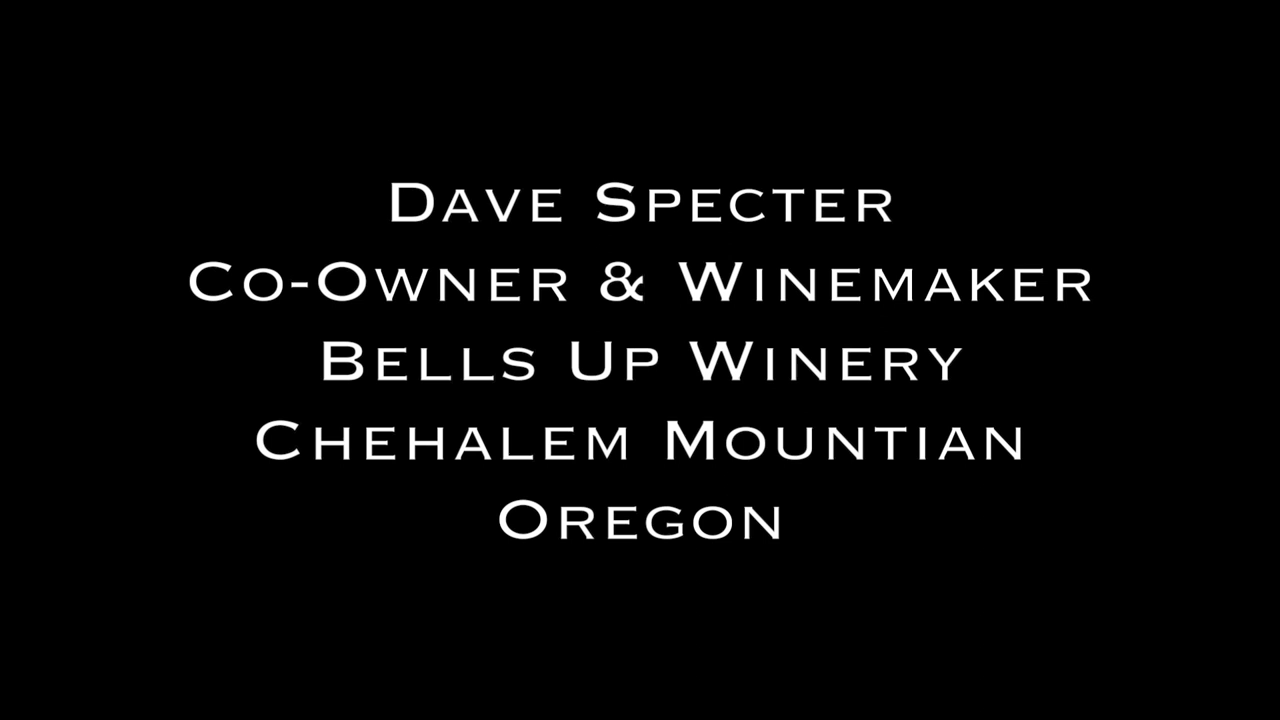 Dave Specter
Co-Owner & Winemaker
Bells Up Winery
Chehalem Mountian
Oregon